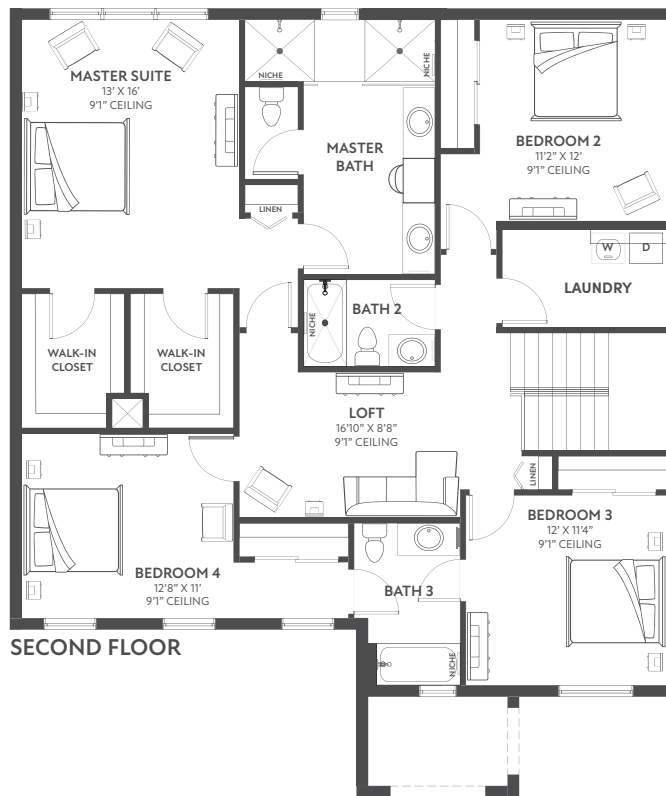 MASTER SUITE
13' X 16'
9'1" CEILING
NICHE
NICHE
MASTER
BATH
LINEN
BEDROOM 2
11'2" X 12'
9'1" CEILING
W
D
LAUNDRY
NICHE
BATH 2
WALK-IN
CLOSET
WALK-IN
CLOSET
LOFT
16'10" X 8'8"
9'1" CEILING
LINEN
BEDROOM 3
12' X 11'4"
9'1" CEILING
BEDROOM 4
12'8" X 11'
9'1" CEILING
BATH 3
NICHE
SECOND FLOOR